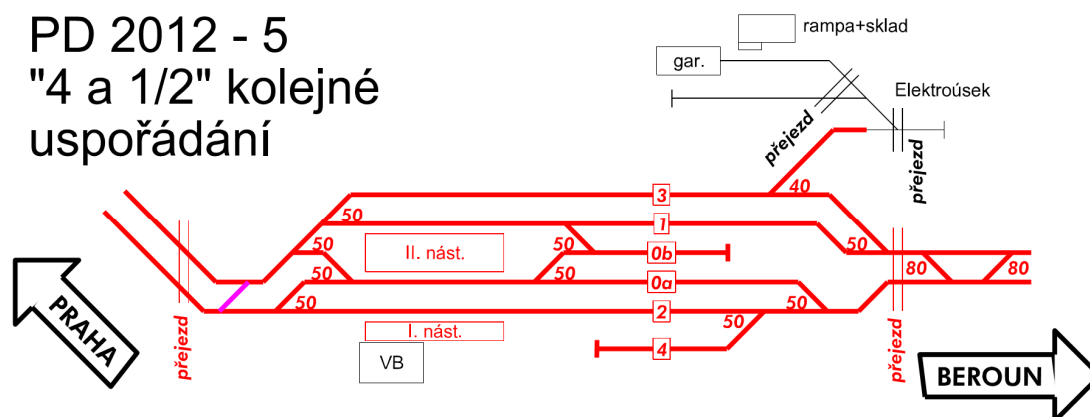 PD 2012 - 5
"4 a 1/2" kolejné
uspořádání
rampa+sklad
gar.
Elektroúsek
přejezd
přejezd
40
3
50
1
50
II. nást.
50
0b
50
80
80
50
50
0a
50
50
2
50
I. nást.
50
4
VB
PRAHA
přejezd
přejezd
BEROUN